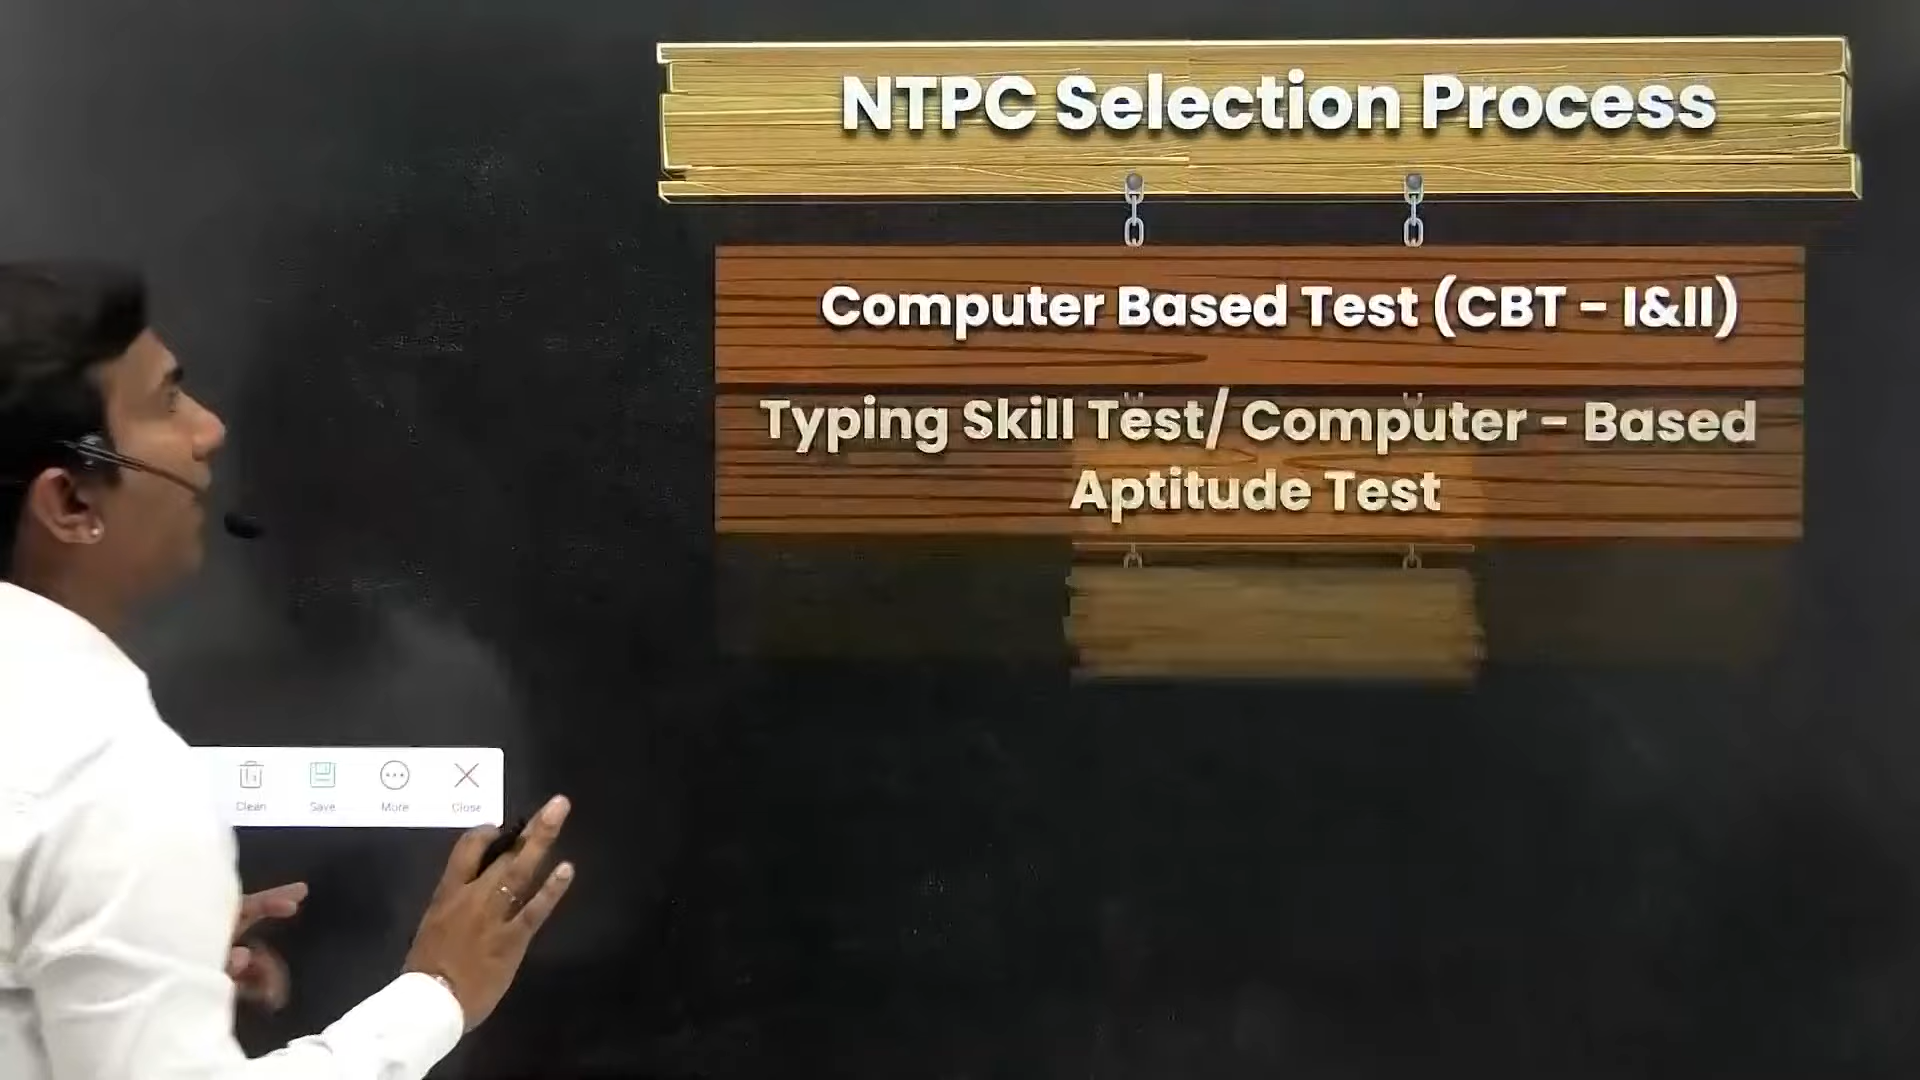 NTPC Selection Process
Computer Based Test (CBT - I&II)
Typing Skill Test/ Computer - Based
Aptitude Test
Clean
Save
More
Close